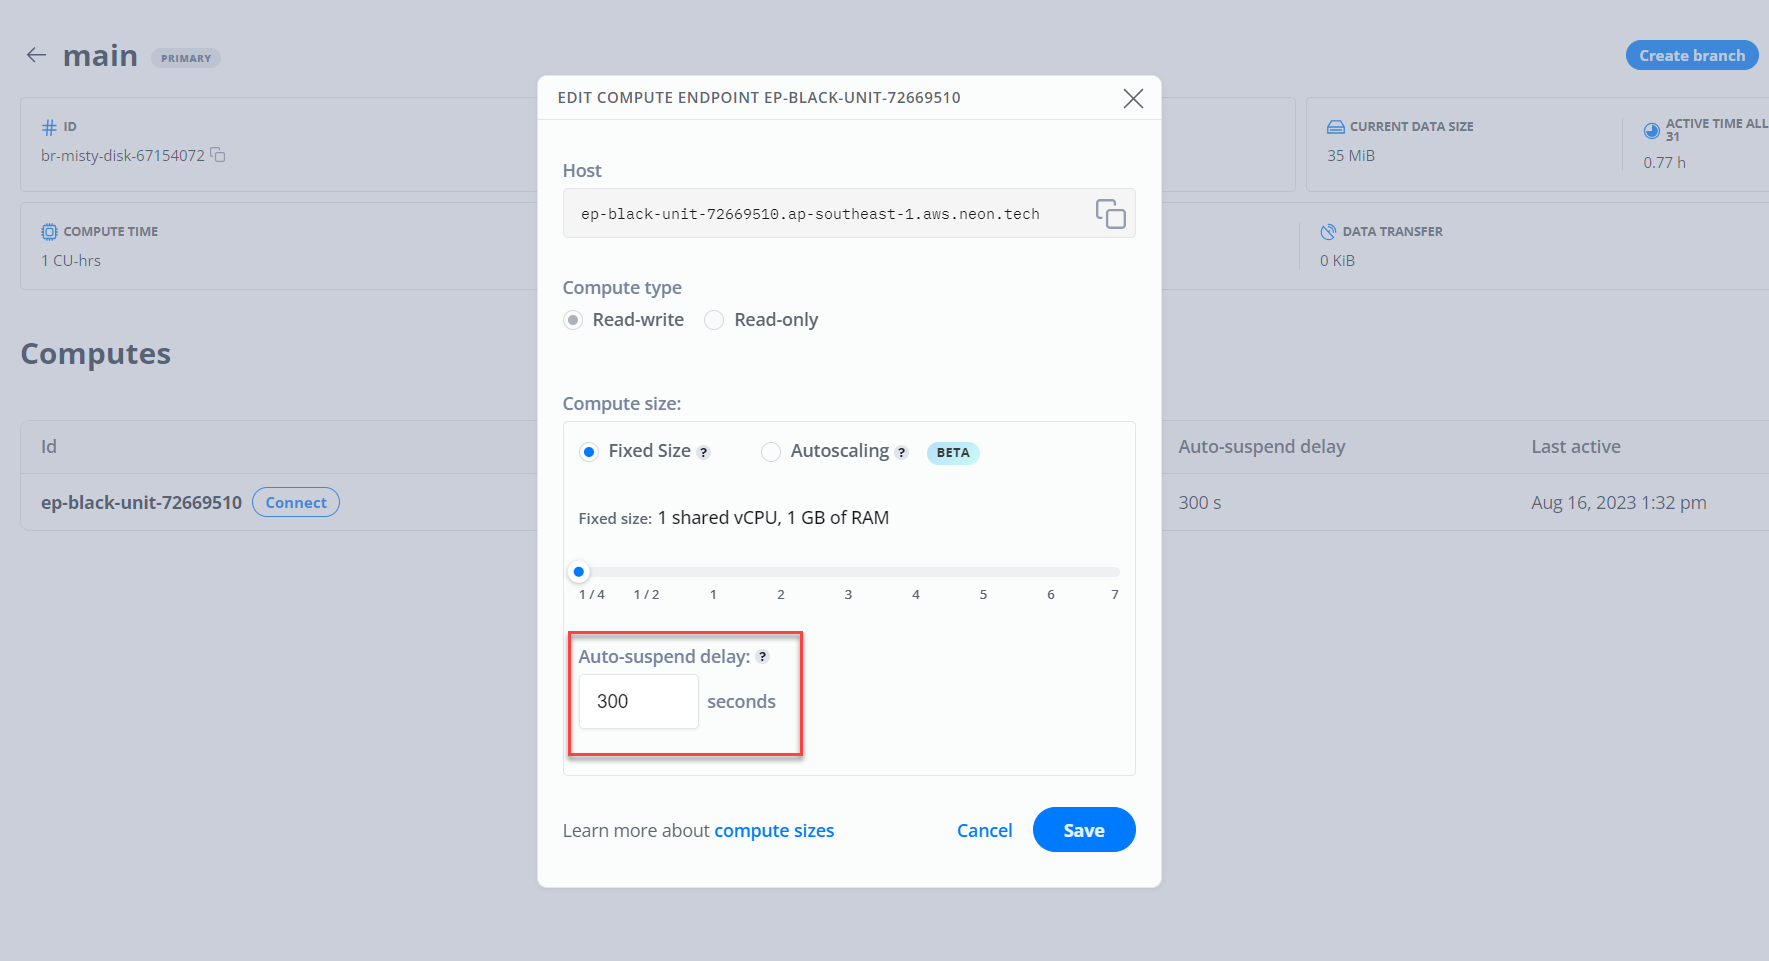 main PRIMARY
Create branch
EDIT COMPUTE ENDPOINT EP-BLACK-UNIT-72669510
ID
br-misty-disk-67154072
CURRENT DATA SIZE
35 MiB
ACTIVE TIME ALL
31
0.77 h
COMPUTE TIME
1 CU-hrs
DATA TRANSFER
0 KiB
Host
ep-black-unit-72669510.ap-southeast-1.aws.neon.tech
Compute type
Read-write Read-only
Computes
Compute size:
Fixed Size ? Autoscaling ? BETA
Fixed size: 1 shared vCPU, 1 GB of RAM
1 / 4 1 / 2 1 2 3 4 5 6 7
Auto-suspend delay: ?
300 seconds
Learn more about compute sizes
Cancel Save
Id Auto-suspend delay Last active
ep-black-unit-72669510 Connect 300 s Aug 16, 2023 1:32 pm